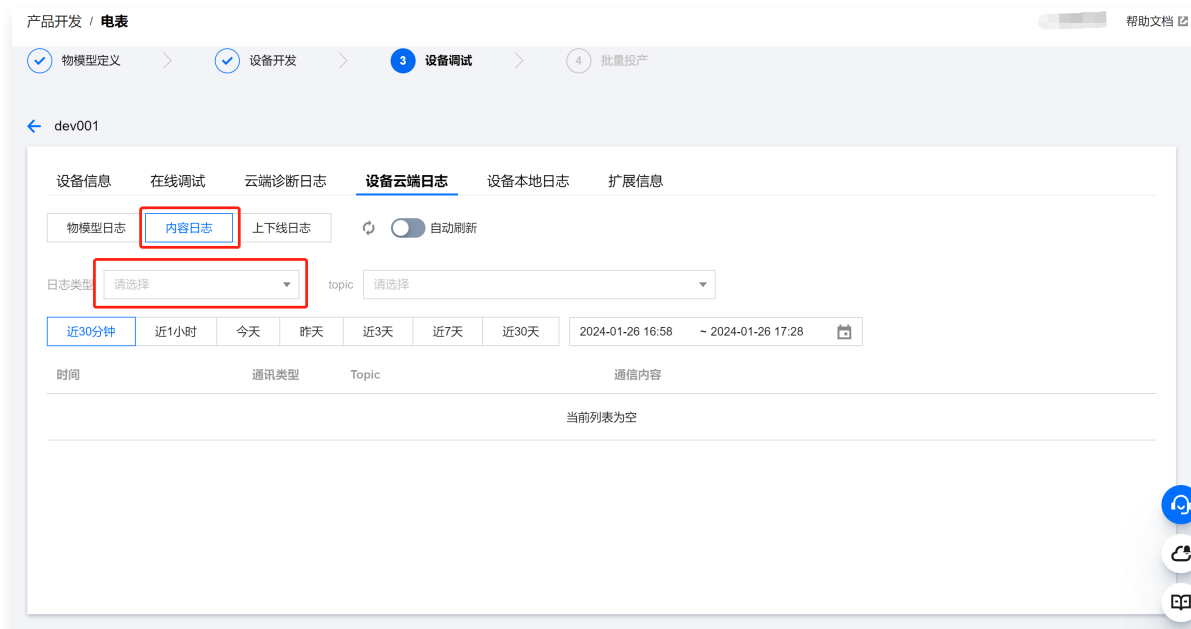 产品开发 / 电表 帮助文档
物模型定义 设备开发 3 设备调试 4 批量投产
dev001
设备信息 在线调试 云端诊断日志 设备云端日志 设备本地日志 扩展信息
物模型日志 内容日志 上下线日志 自动刷新
日志类型 请选择 topic 请选择
近30分钟 近1小时 今天 昨天 近3天 近7天 近30天 2024-01-26 16:58 ~ 2024-01-26 17:28
时间 通讯类型 Topic 通信内容
当前列表为空